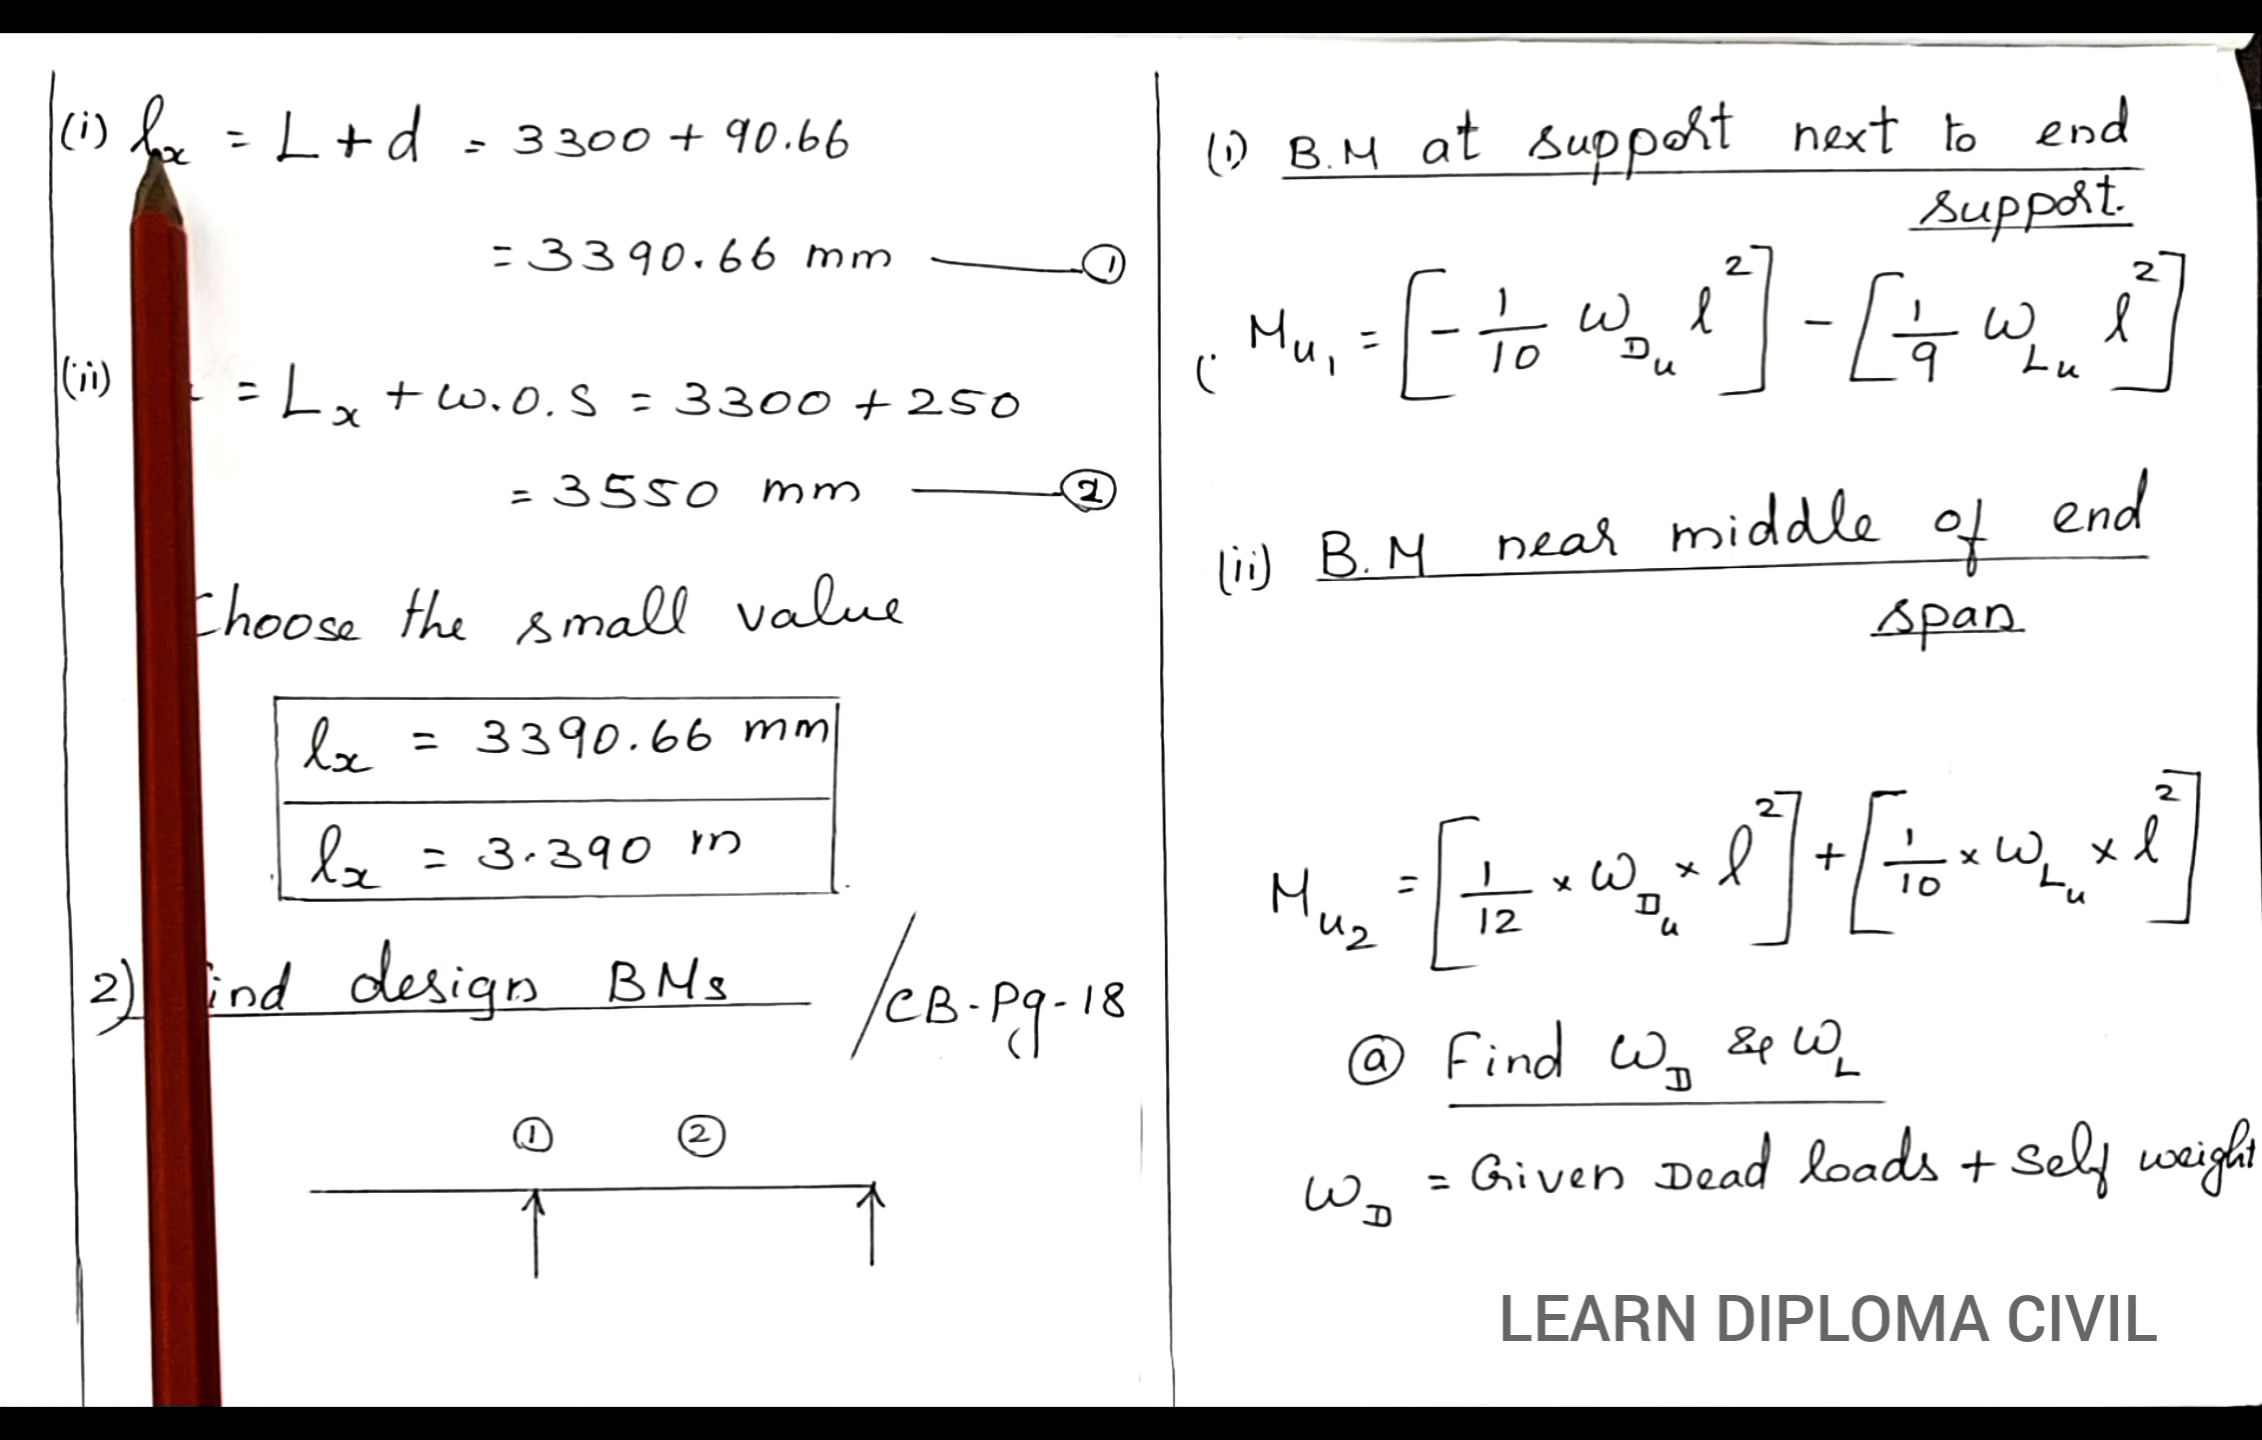 (i) lx = L + d = 3300 + 90.66
= 3390.66 mm ①
(ii) = Lx + W.O.S = 3300 + 250
= 3550 mm ②
Choose the small value
lx = 3390.66 mm
lx = 3.390 m
2) Find design BMs / CB-Pg-18
① ②
(i) B.M at support next to end
support.
Mu1 = [-1/10 WDu l²] - [1/9 WLu l²]
(ii) B.M near middle of end
span
Mu2 = [1/12 × WDu × l²] + [1/10 × WLu × l²]
ⓐ Find WD & WL
WD = Given Dead loads + Self weight
LEARN DIPLOMA CIVIL